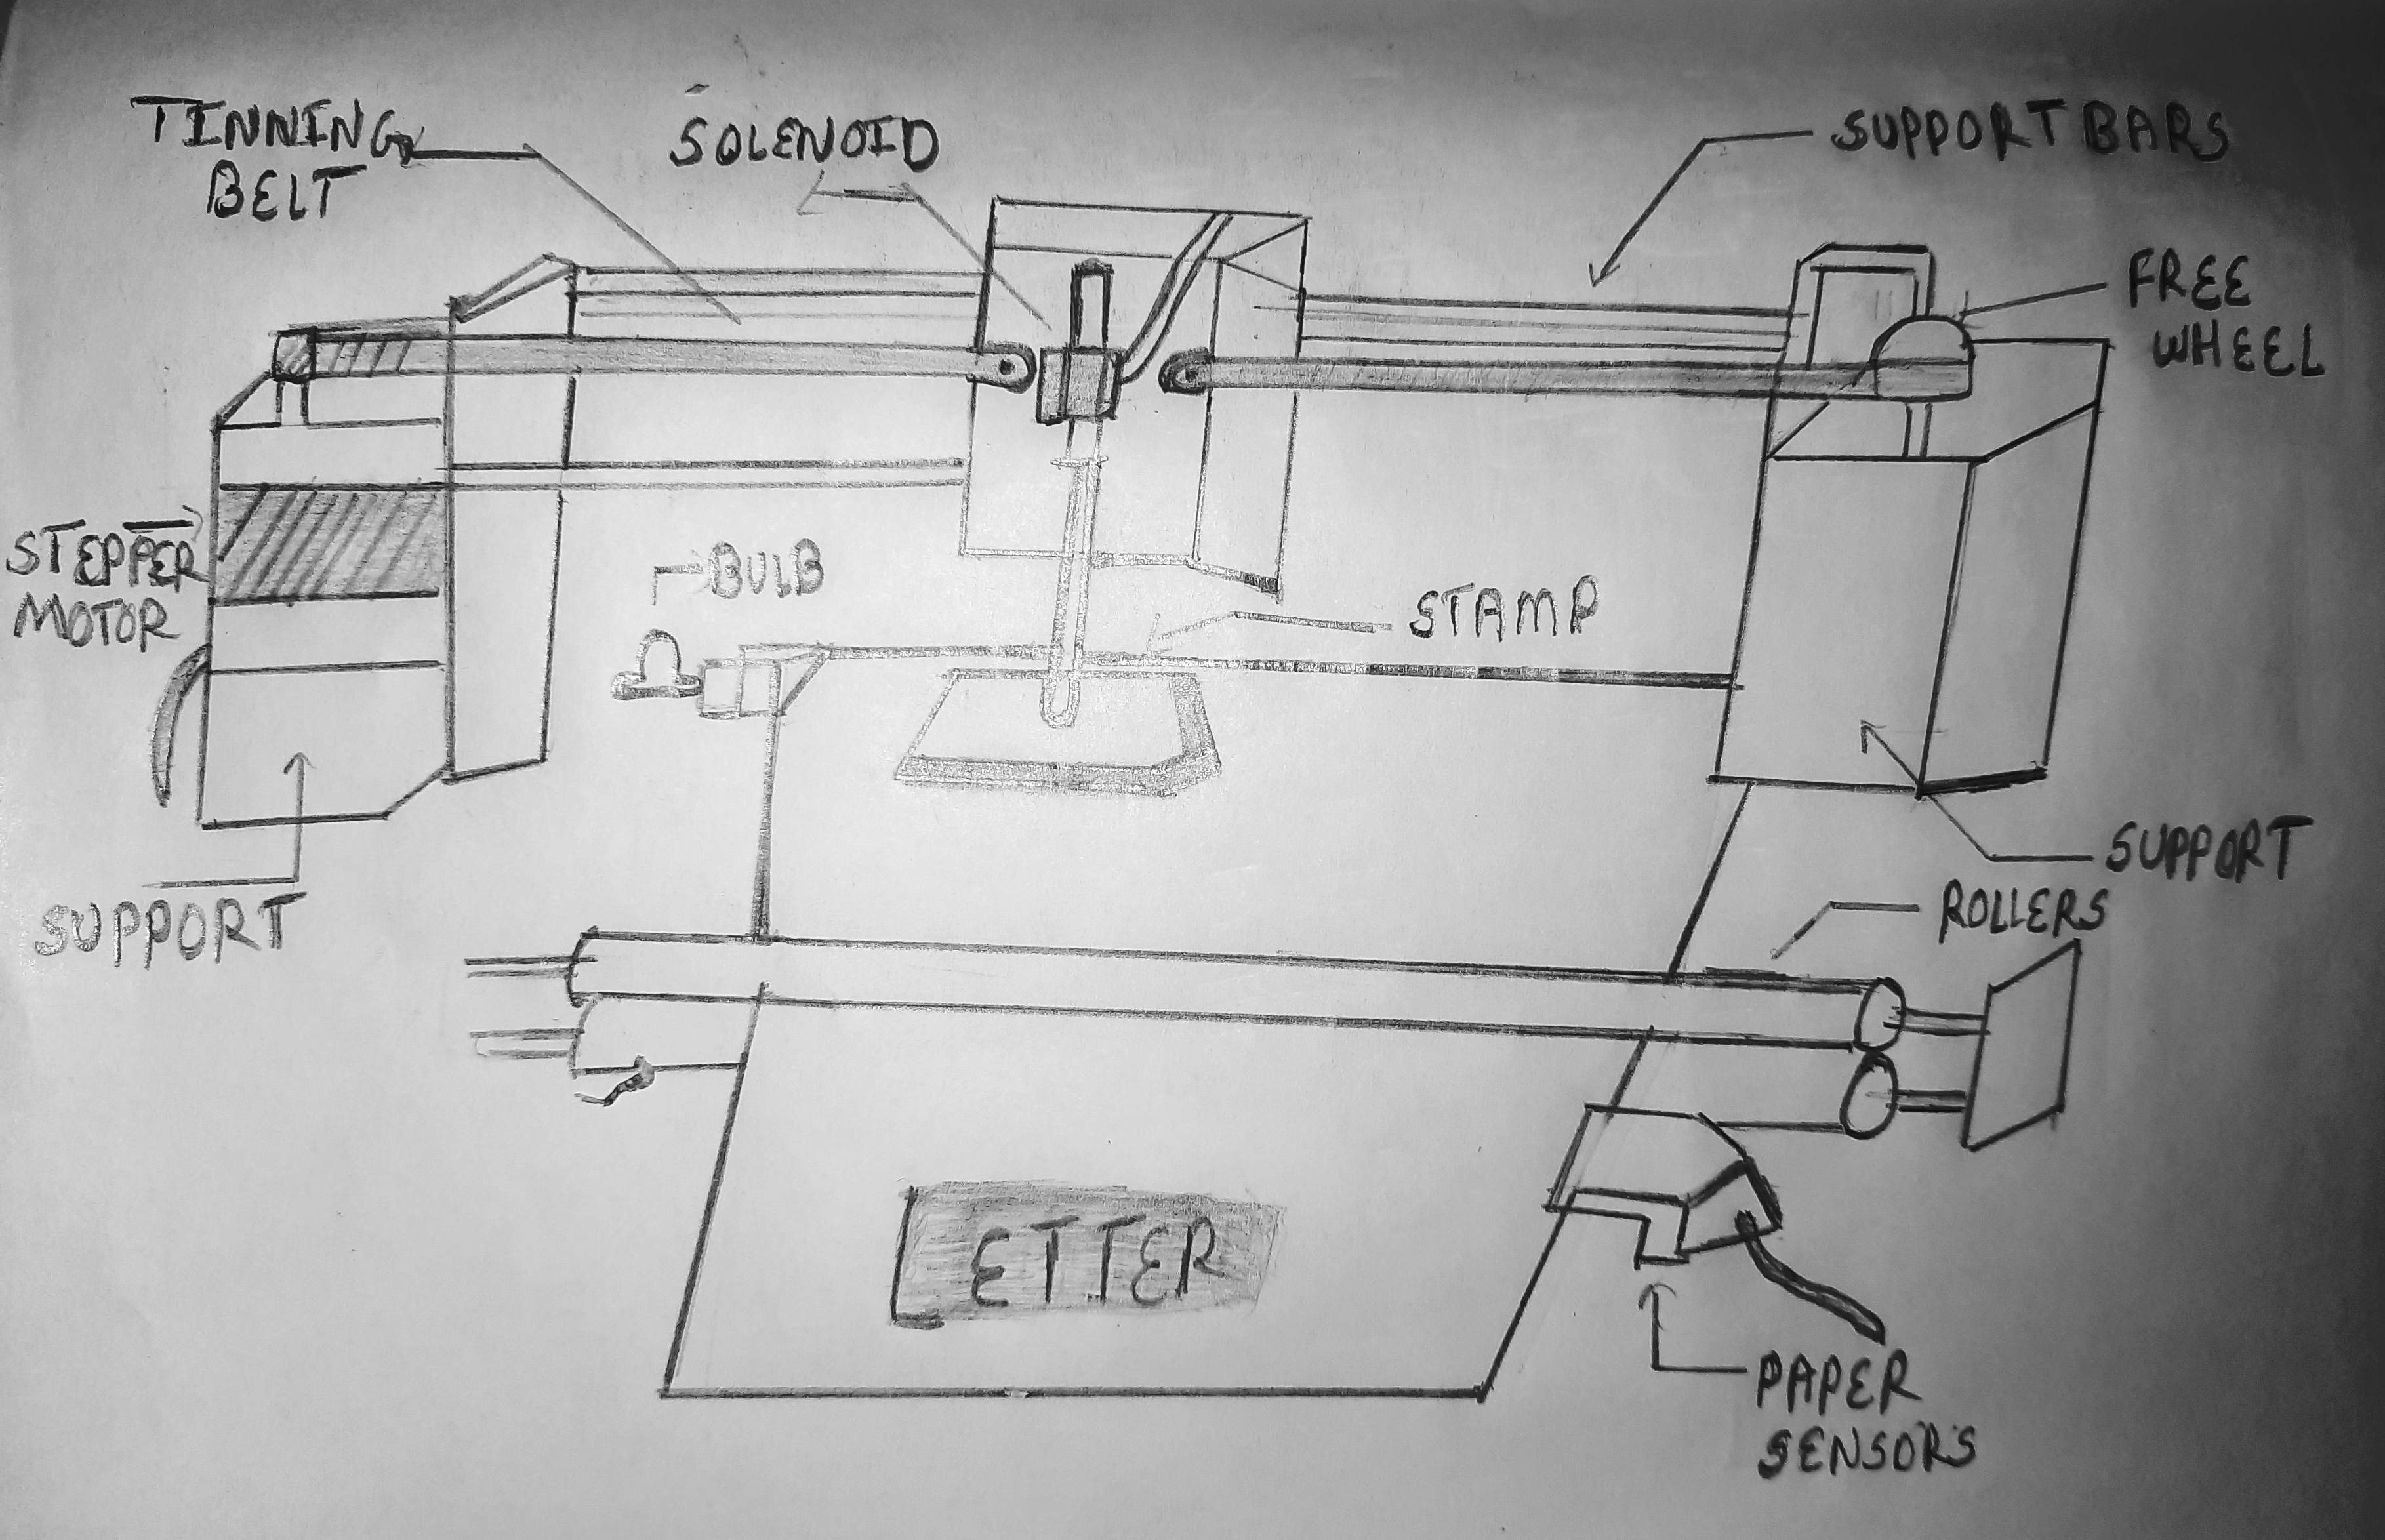 TINNING
BELT
SOLENOID
SUPPORT BARS
FREE
WHEEL
STEPPER
MOTOR
BULB
STAMP
SUPPORT
SUPPORT
ROLLERS
LETTER
PAPER
SENSORS